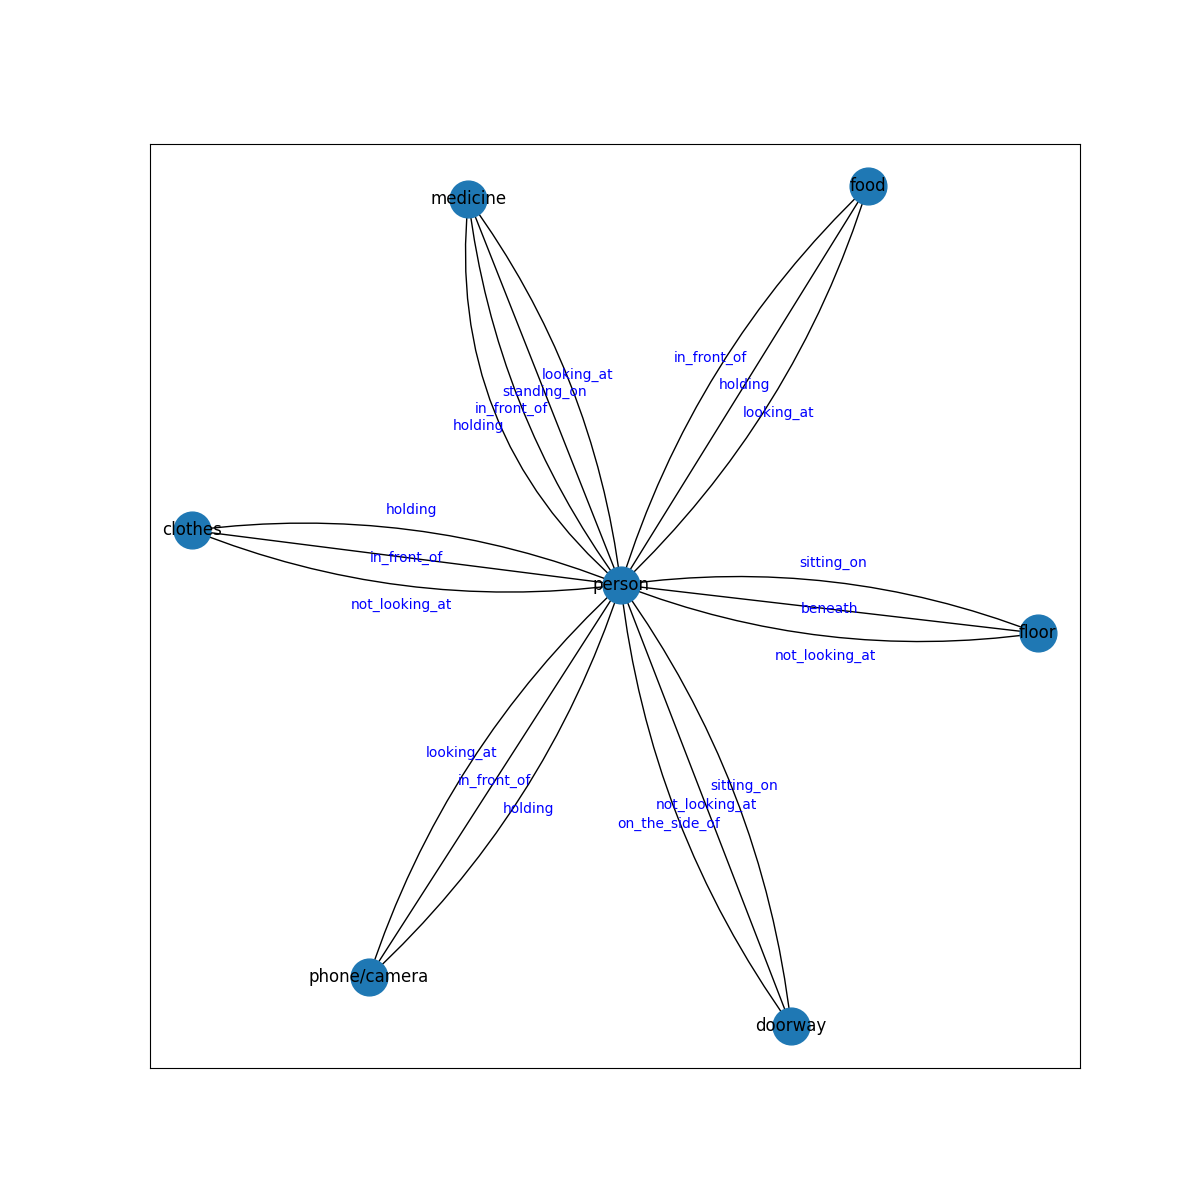 food
medicine
in_front_of
looking_at
holding
standing_on
in_front_of
looking_at
holding
holding
clothes
in_front_of
sitting_on
person
not_looking_at
beneath
floor
not_looking_at
looking_at
in_front_of
sitting_on
not_looking_at
holding
on_the_side_of
phone/camera
doorway